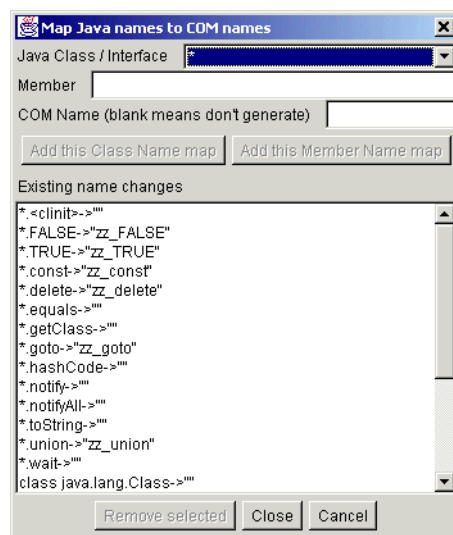 Map Java names to COM names
Java Class / Interface *
Member
COM Name (blank means don't generate)
Add this Class Name map Add this Member Name map
Existing name changes
*.<clinit>->""
*.FALSE->"zz_FALSE"
*.TRUE->"zz_TRUE"
*.const->"zz_const"
*.delete->"zz_delete"
*.equals->""
*.getClass->""
*.goto->"zz_goto"
*.hashCode->""
*.notify->""
*.notifyAll->""
*.toString->""
*.union->"zz_union"
*.wait->""
class java.lang.Class->""
Remove selected Close Cancel